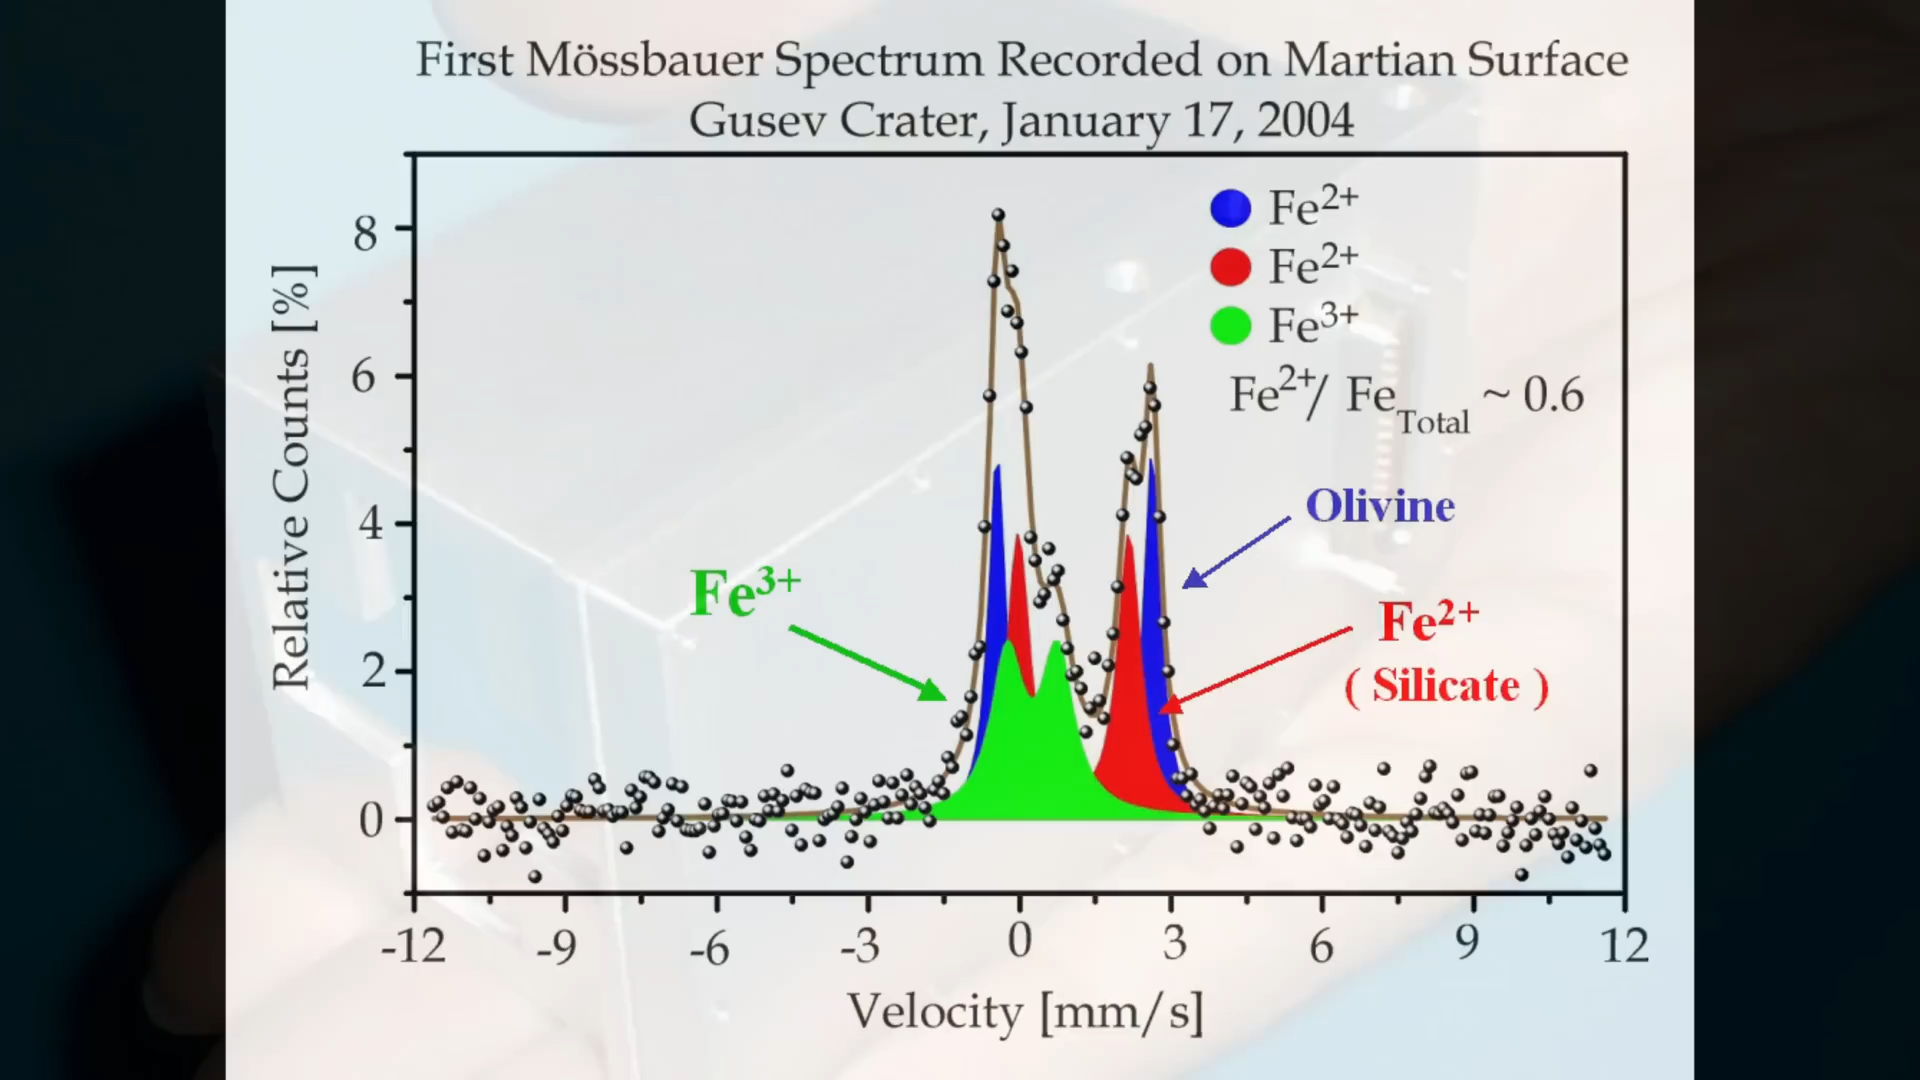 First Mössbauer Spectrum Recorded on Martian Surface
Gusev Crater, January 17, 2004
Relative Counts [%]
8
6
4
2
0
Fe²⁺
Fe²⁺
Fe³⁺
Fe²⁺/ Fe_Total ~ 0.6
Olivine
Fe³⁺
Fe²⁺
( Silicate )
-12 -9 -6 -3 0 3 6 9 12
Velocity [mm/s]